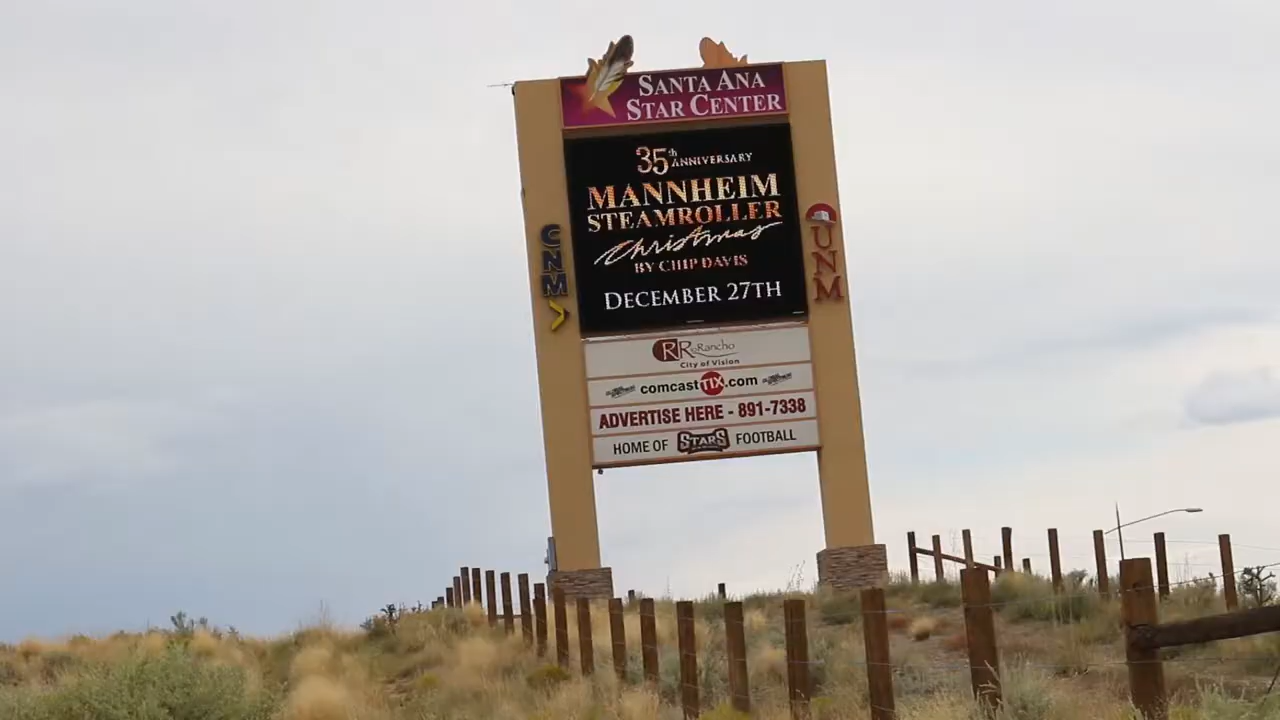 SANTA ANA
STAR CENTER
35th ANNIVERSARY
MANNHEIM
STEAMROLLER
Christmas
BY CHIP DAVIS
DECEMBER 27TH
CNM
UNM
RR Rio Rancho
City of Vision
comcastTIX.com
ADVERTISE HERE - 891-7338
HOME OF STARS FOOTBALL